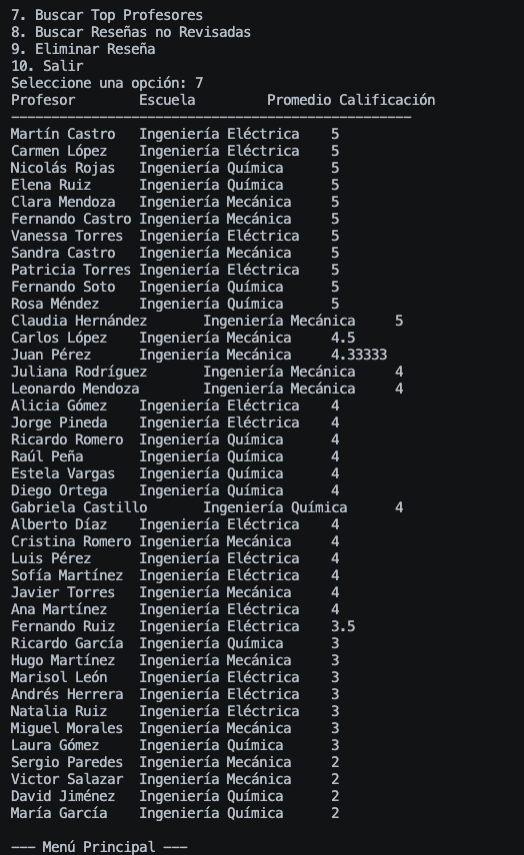 7. Buscar Top Profesores
8. Buscar Reseñas no Revisadas
9. Eliminar Reseña
10. Salir
Seleccione una opción: 7
Profesor Escuela Promedio Calificación
--------------------------------------------------
Martín Castro Ingeniería Eléctrica 5
Carmen López Ingeniería Eléctrica 5
Nicolás Rojas Ingeniería Química 5
Elena Ruiz Ingeniería Química 5
Clara Mendoza Ingeniería Mecánica 5
Fernando Castro Ingeniería Mecánica 5
Vanessa Torres Ingeniería Eléctrica 5
Sandra Castro Ingeniería Mecánica 5
Patricia Torres Ingeniería Eléctrica 5
Fernando Soto Ingeniería Química 5
Rosa Méndez Ingeniería Química 5
Claudia Hernández Ingeniería Mecánica 5
Carlos López Ingeniería Mecánica 4.5
Juan Pérez Ingeniería Mecánica 4.33333
Juliana Rodríguez Ingeniería Mecánica 4
Leonardo Mendoza Ingeniería Mecánica 4
Alicia Gómez Ingeniería Eléctrica 4
Jorge Pineda Ingeniería Eléctrica 4
Ricardo Romero Ingeniería Química 4
Raúl Peña Ingeniería Química 4
Estela Vargas Ingeniería Química 4
Diego Ortega Ingeniería Química 4
Gabriela Castillo Ingeniería Química 4
Alberto Díaz Ingeniería Eléctrica 4
Cristina Romero Ingeniería Mecánica 4
Luis Pérez Ingeniería Eléctrica 4
Sofía Martínez Ingeniería Eléctrica 4
Javier Torres Ingeniería Mecánica 4
Ana Martínez Ingeniería Eléctrica 4
Fernando Ruiz Ingeniería Eléctrica 3.5
Ricardo García Ingeniería Química 3
Hugo Martínez Ingeniería Mecánica 3
Marisol León Ingeniería Eléctrica 3
Andrés Herrera Ingeniería Eléctrica 3
Natalia Ruiz Ingeniería Eléctrica 3
Miguel Morales Ingeniería Mecánica 3
Laura Gómez Ingeniería Química 3
Sergio Paredes Ingeniería Mecánica 2
Victor Salazar Ingeniería Mecánica 2
David Jiménez Ingeniería Química 2
María García Ingeniería Química 2
--- Menú Principal ---